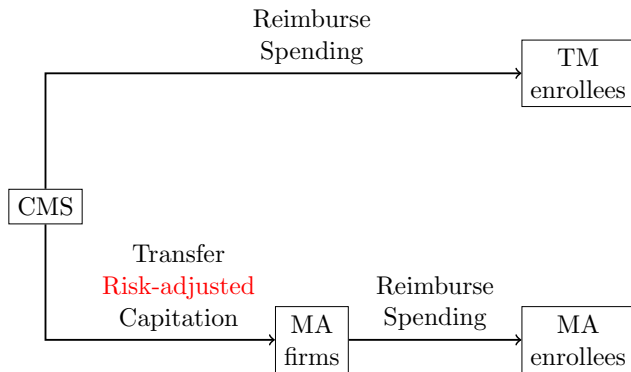 Reimburse
Spending
TM
enrollees
CMS
Transfer
Risk-adjusted
Capitation
MA
firms
Reimburse
Spending
MA
enrollees